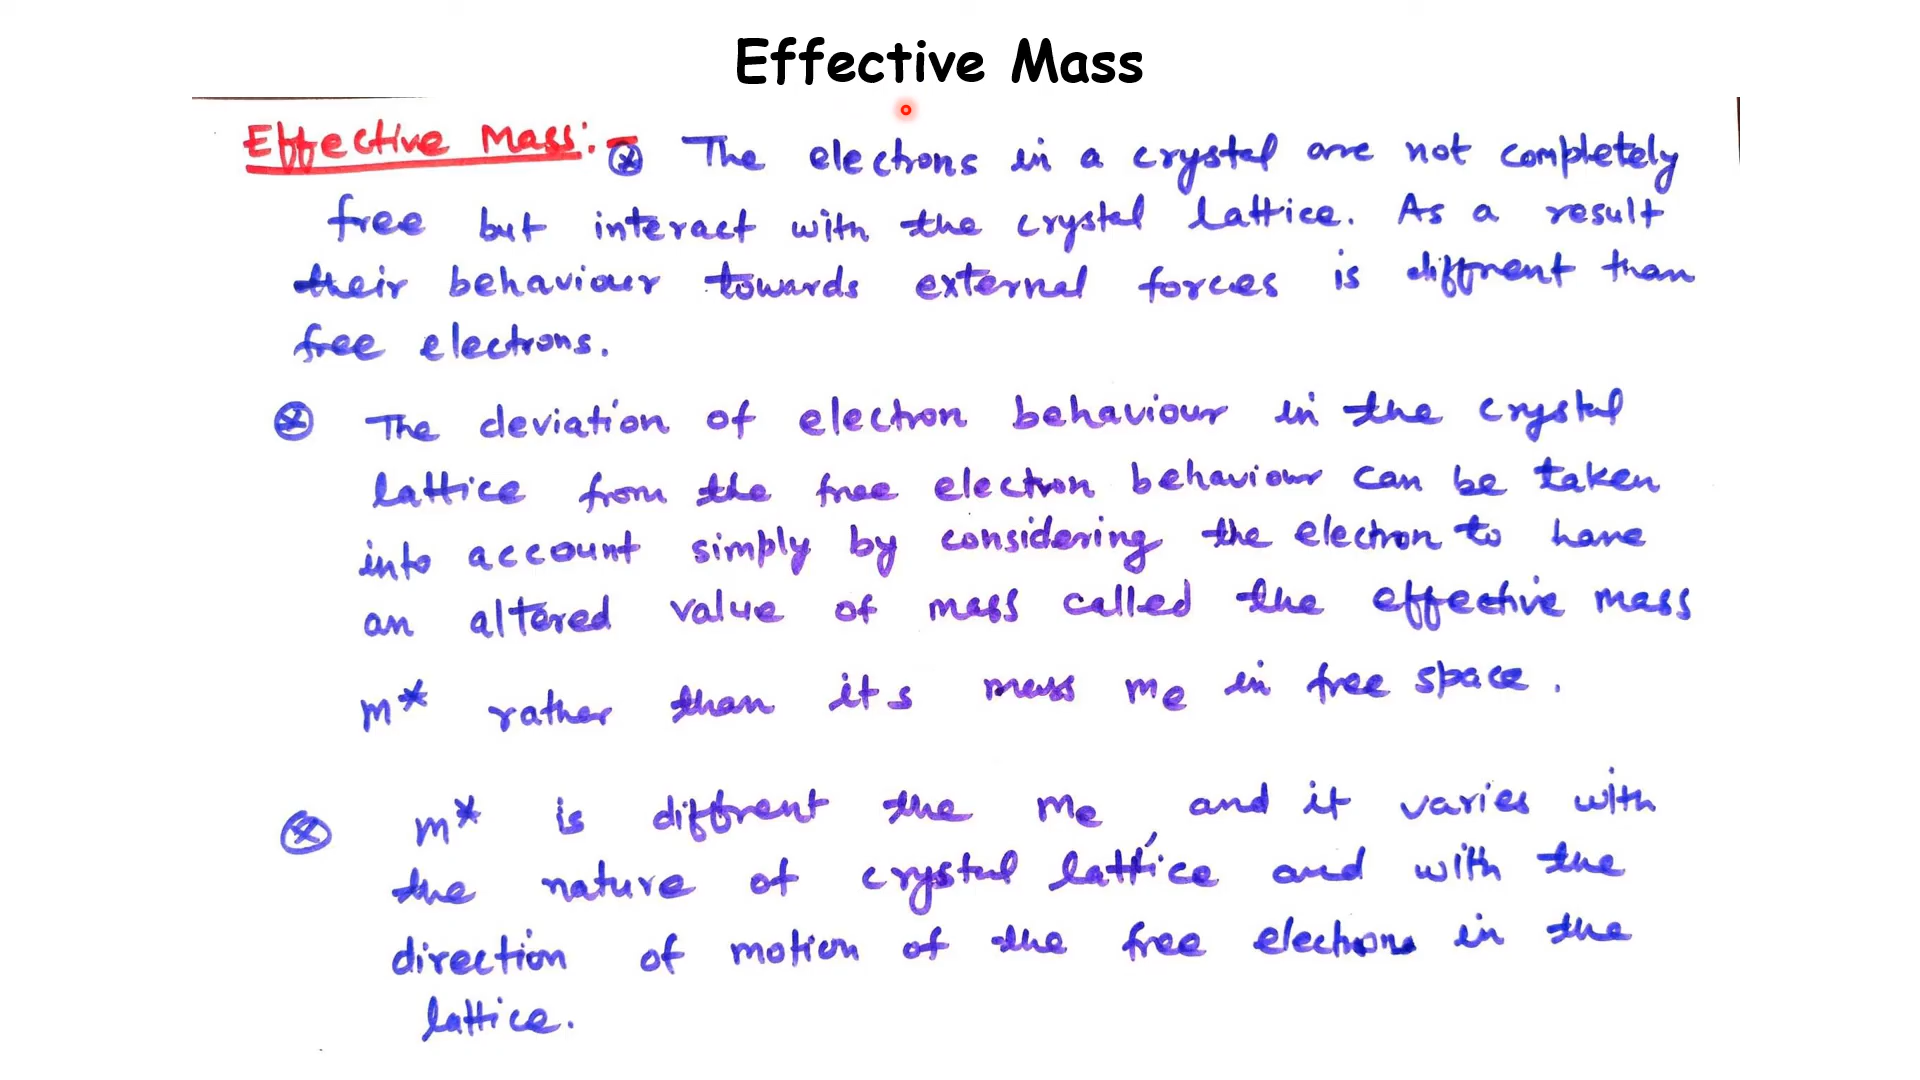 Effective Mass
Effective Mass:- ⊛ The electrons in a crystal are not completely
free but interact with the crystal lattice. As a result
their behaviour towards external forces is diffrent than
free electrons.
⊛ The deviation of electron behaviour in the crystal
lattice from the free electron behaviour can be taken
into account simply by considering the electron to have
an altered value of mass called the effective mass
m* rather than it's mass me in free space.
⊛ m* is diffrent the me and it varies with
the nature of crystal lattice and with the
direction of motion of the free electrons in the
lattice.